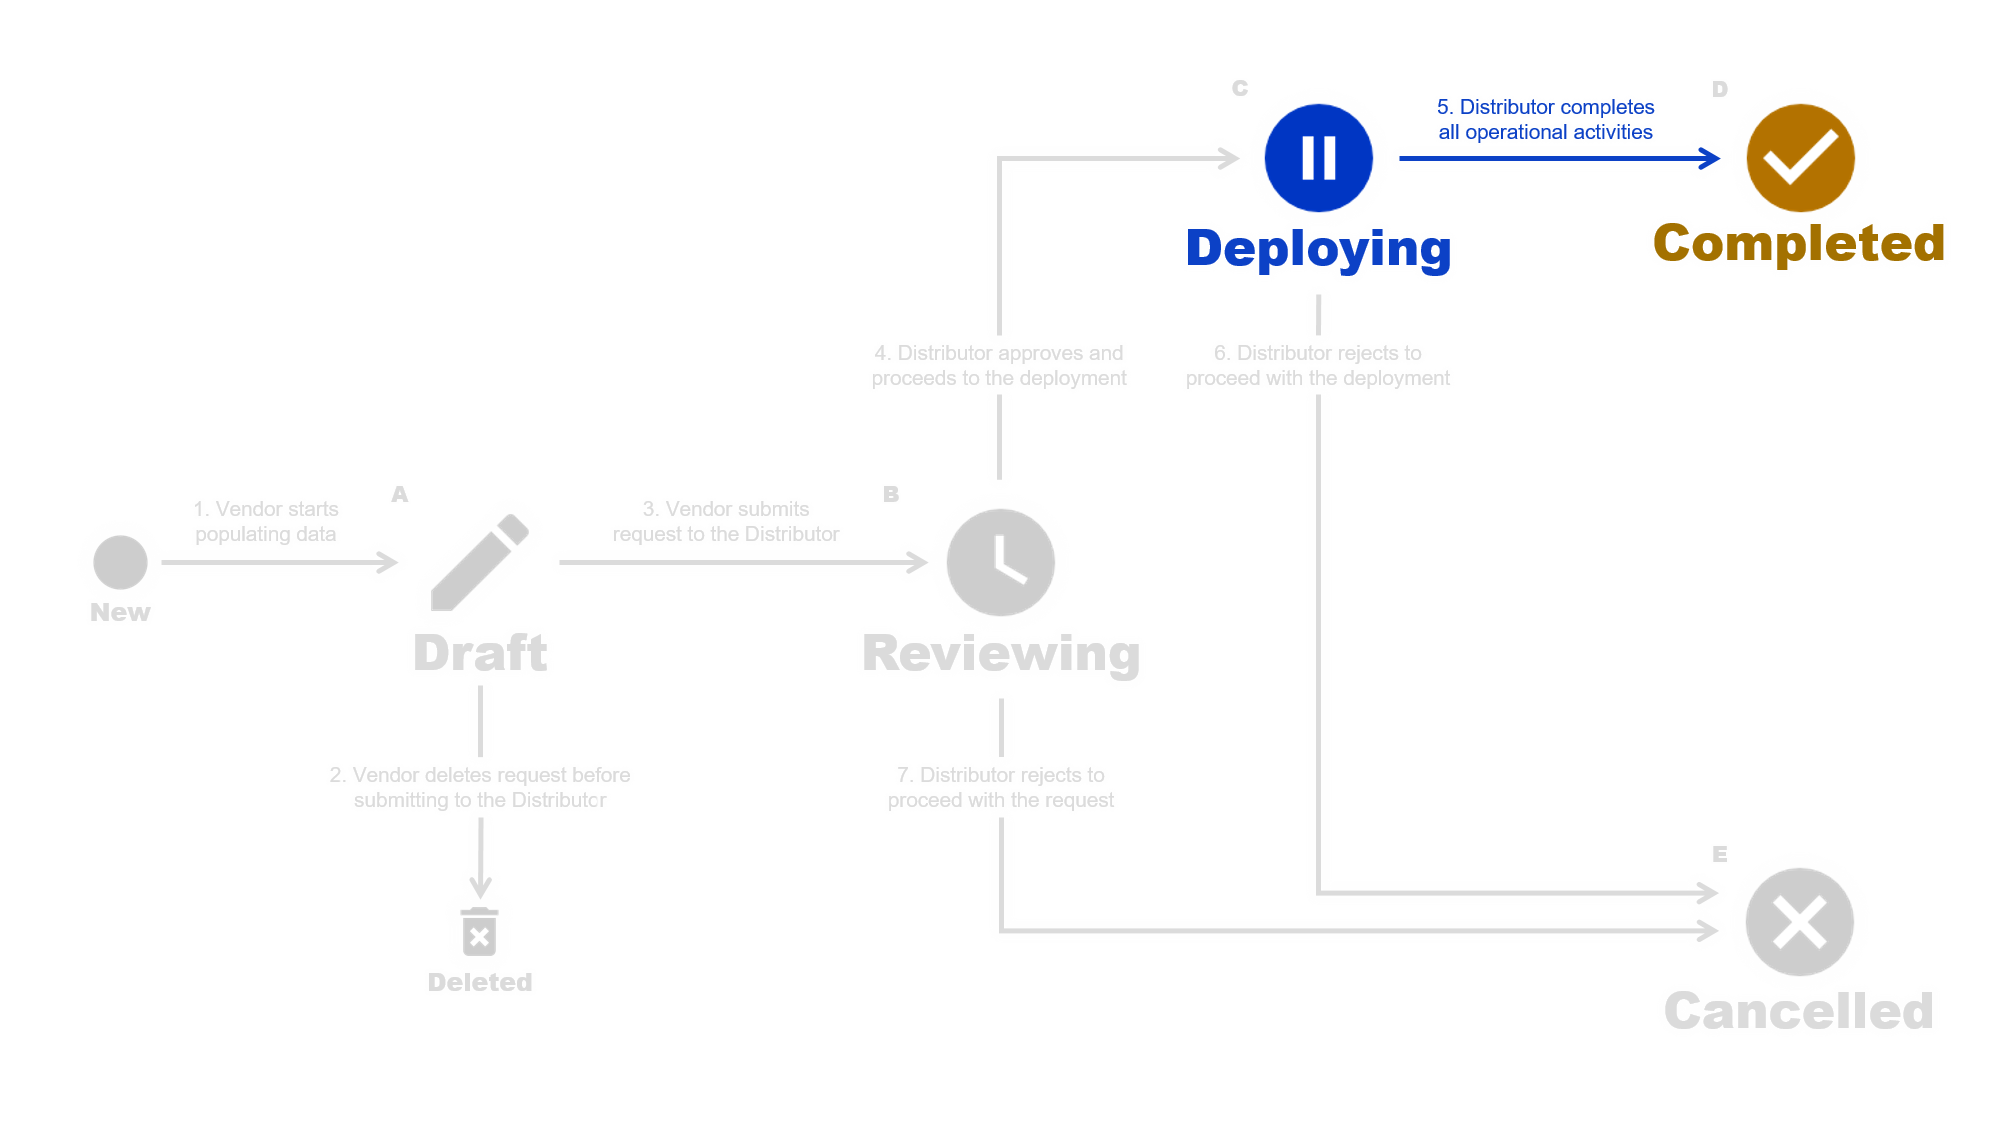 C
5. Distributor completes
all operational activities
D
Deploying
Completed
4. Distributor approves and
proceeds to the deployment
6. Distributor rejects to
proceed with the deployment
1. Vendor starts
populating data
A
3. Vendor submits
request to the Distributor
B
New
Draft
Reviewing
2. Vendor deletes request before
submitting to the Distributor
7. Distributor rejects to
proceed with the request
E
Deleted
Cancelled